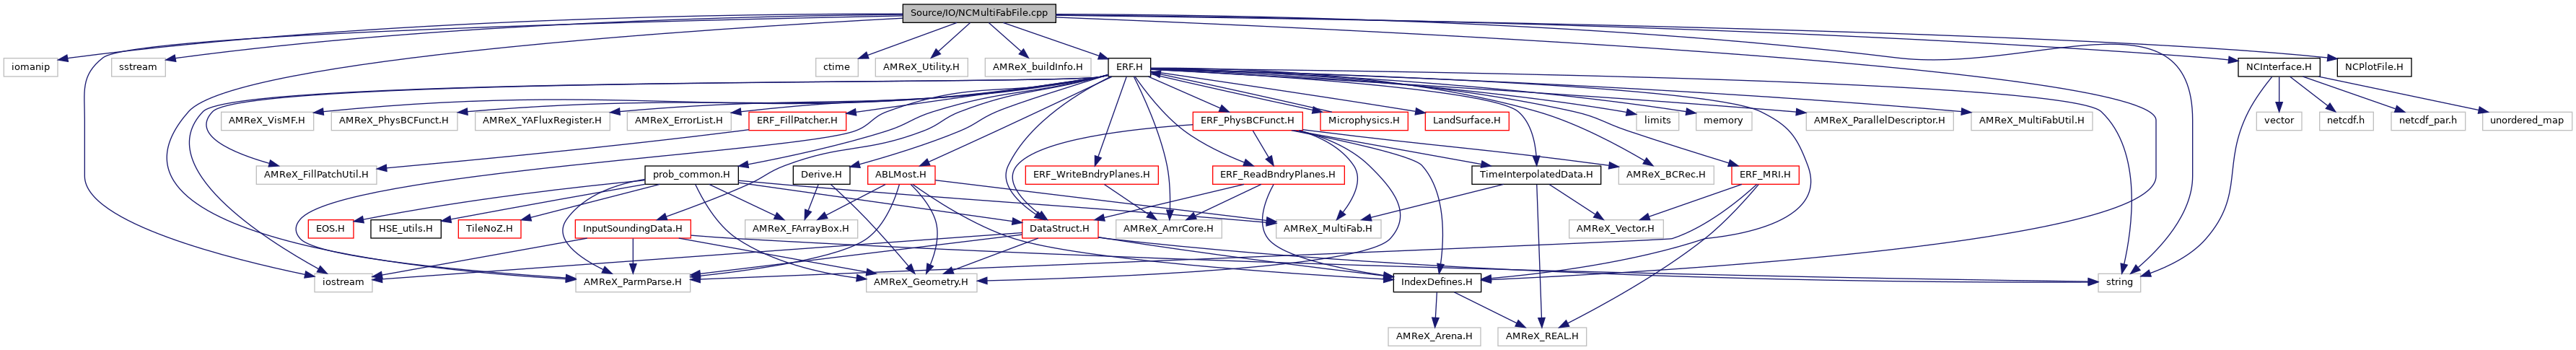 Source/IO/NCMultiFabFile.cpp
iomanip
sstream
ctime
AMReX_Utility.H
AMReX_buildInfo.H
ERF.H
NCInterface.H
NCPlotFile.H
AMReX_VisMF.H
AMReX_PhysBCFunct.H
AMReX_YAFluxRegister.H
AMReX_ErrorList.H
ERF_FillPatcher.H
ERF_PhysBCFunct.H
Microphysics.H
LandSurface.H
limits
memory
AMReX_ParallelDescriptor.H
AMReX_MultiFabUtil.H
vector
netcdf.h
netcdf_par.h
unordered_map
AMReX_FillPatchUtil.H
prob_common.H
Derive.H
ABLMost.H
ERF_WriteBndryPlanes.H
ERF_ReadBndryPlanes.H
TimeInterpolatedData.H
AMReX_BCRec.H
ERF_MRI.H
EOS.H
HSE_utils.H
TileNoZ.H
InputSoundingData.H
AMReX_FArrayBox.H
DataStruct.H
AMReX_AmrCore.H
AMReX_MultiFab.H
AMReX_Vector.H
iostream
AMReX_ParmParse.H
AMReX_Geometry.H
IndexDefines.H
string
AMReX_Arena.H
AMReX_REAL.H